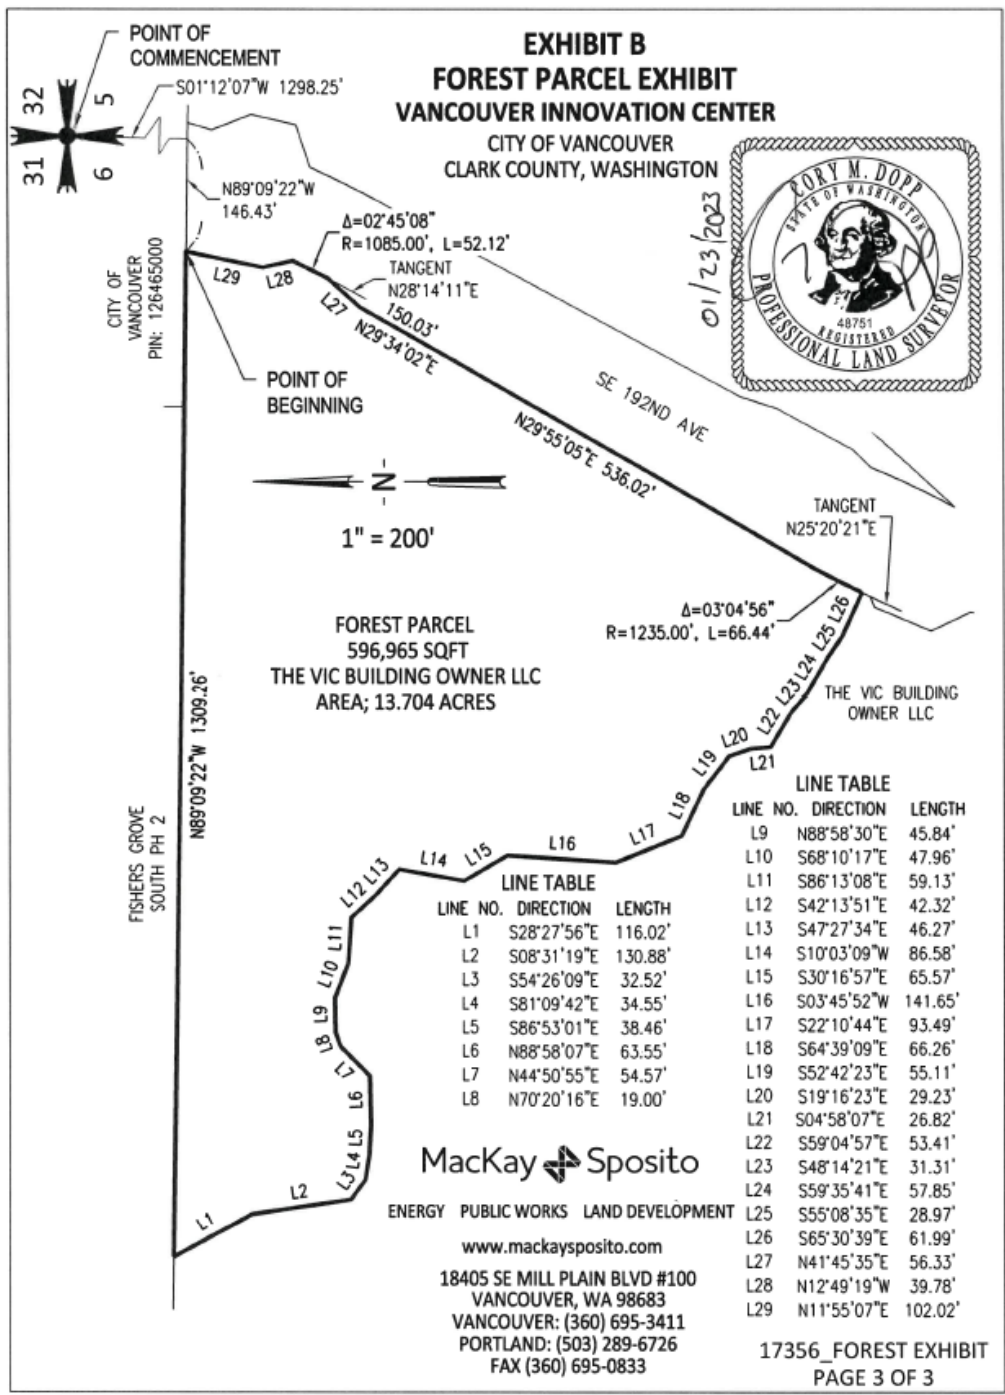 POINT OF
COMMENCEMENT
S01°12'07"W 1298.25'
32
5
31
6
EXHIBIT B
FOREST PARCEL EXHIBIT
VANCOUVER INNOVATION CENTER
CITY OF VANCOUVER
CLARK COUNTY, WASHINGTON
01/23/2023
CORY M. DOPP
STATE OF WASHINGTON
48751
REGISTERED
PROFESSIONAL LAND SURVEYOR
N89°09'22"W
146.43'
Δ=02°45'08"
R=1085.00', L=52.12'
TANGENT
N28°14'11"E
L29
L28
L27
150.03'
N29°34'02"E
CITY OF
VANCOUVER
PIN: 126465000
POINT OF
BEGINNING
SE 192ND AVE
N29°55'05"E 536.02'
N
1" = 200'
TANGENT
N25°20'21"E
Δ=03°04'56"
R=1235.00', L=66.44'
FOREST PARCEL
596,965 SQFT
THE VIC BUILDING OWNER LLC
AREA; 13.704 ACRES
N89°09'22"W 1309.26'
FISHERS GROVE
SOUTH PH 2
THE VIC BUILDING
OWNER LLC
L26
L25
L24
L23
L22
L21
L20
L19
L18
L17
L16
L15
L14
L13
L12
L11
L10
L9
L8
L7
L6
L5
L4
L3
L2
L1
LINE TABLE
LINE NO. DIRECTION LENGTH
L1 S28°27'56"E 116.02'
L2 S08°31'19"E 130.88'
L3 S54°26'09"E 32.52'
L4 S81°09'42"E 34.55'
L5 S86°53'01"E 38.46'
L6 N88°58'07"E 63.55'
L7 N44°50'55"E 54.57'
L8 N70°20'16"E 19.00'
LINE TABLE
LINE NO. DIRECTION LENGTH
L9 N88°58'30"E 45.84'
L10 S68°10'17"E 47.96'
L11 S86°13'08"E 59.13'
L12 S42°13'51"E 42.32'
L13 S47°27'34"E 46.27'
L14 S10°03'09"W 86.58'
L15 S30°16'57"E 65.57'
L16 S03°45'52"W 141.65'
L17 S22°10'44"E 93.49'
L18 S64°39'09"E 66.26'
L19 S52°42'23"E 55.11'
L20 S19°16'23"E 29.23'
L21 S04°58'07"E 26.82'
L22 S59°04'57"E 53.41'
L23 S48°14'21"E 31.31'
L24 S59°35'41"E 57.85'
L25 S55°08'35"E 28.97'
L26 S65°30'39"E 61.99'
L27 N41°45'35"E 56.33'
L28 N12°49'19"W 39.78'
L29 N11°55'07"E 102.02'
MacKay Sposito
ENERGY PUBLIC WORKS LAND DEVELOPMENT
www.mackaysposito.com
18405 SE MILL PLAIN BLVD #100
VANCOUVER, WA 98683
VANCOUVER: (360) 695-3411
PORTLAND: (503) 289-6726
FAX (360) 695-0833
17356_FOREST EXHIBIT
PAGE 3 OF 3